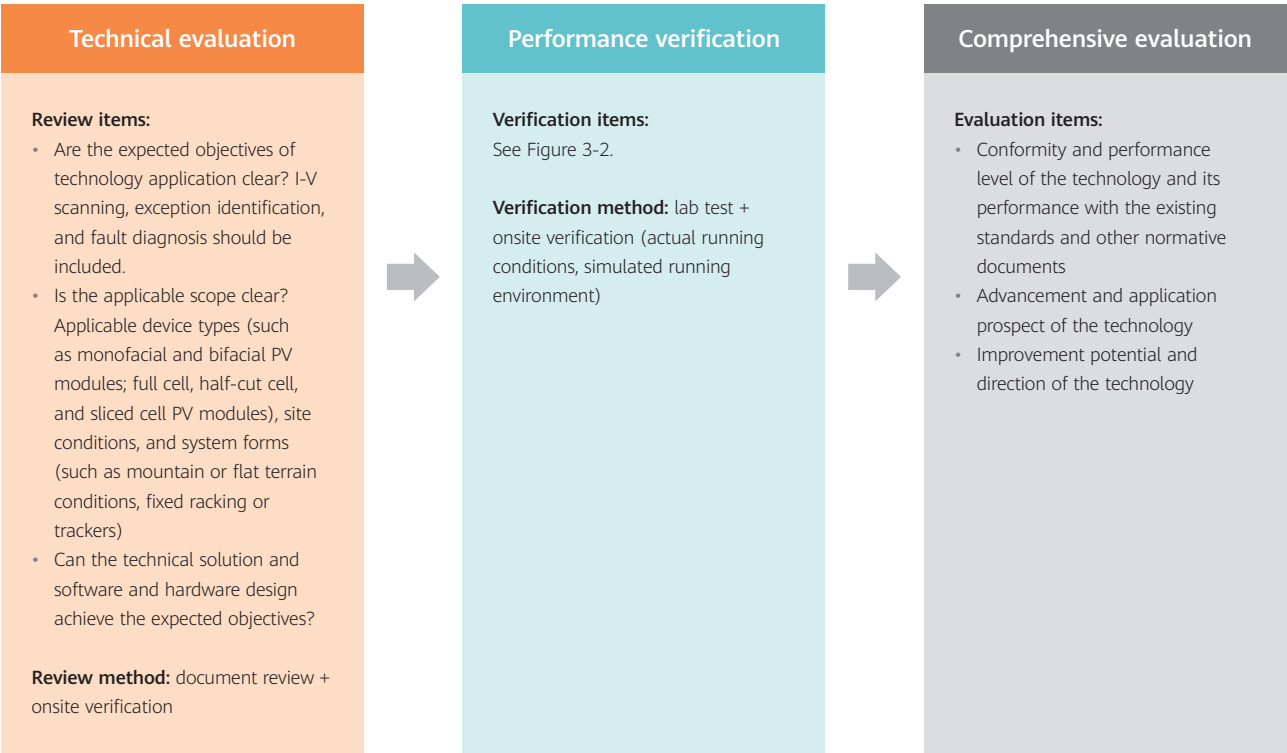 Technical evaluation
Review items:
• Are the expected objectives of
technology application clear? I-V
scanning, exception identification,
and fault diagnosis should be
included.
• Is the applicable scope clear?
Applicable device types (such
as monofacial and bifacial PV
modules; full cell, half-cut cell,
and sliced cell PV modules), site
conditions, and system forms
(such as mountain or flat terrain
conditions, fixed racking or
trackers)
• Can the technical solution and
software and hardware design
achieve the expected objectives?
Review method: document review +
onsite verification
Performance verification
Verification items:
See Figure 3-2.
Verification method: lab test +
onsite verification (actual running
conditions, simulated running
environment)
Comprehensive evaluation
Evaluation items:
• Conformity and performance
level of the technology and its
performance with the existing
standards and other normative
documents
• Advancement and application
prospect of the technology
• Improvement potential and
direction of the technology